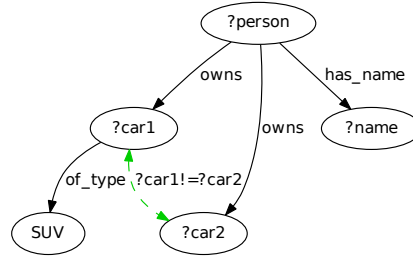 ?person
owns
has_name
?car1
owns
?name
of_type
?car1!=?car2
SUV
?car2